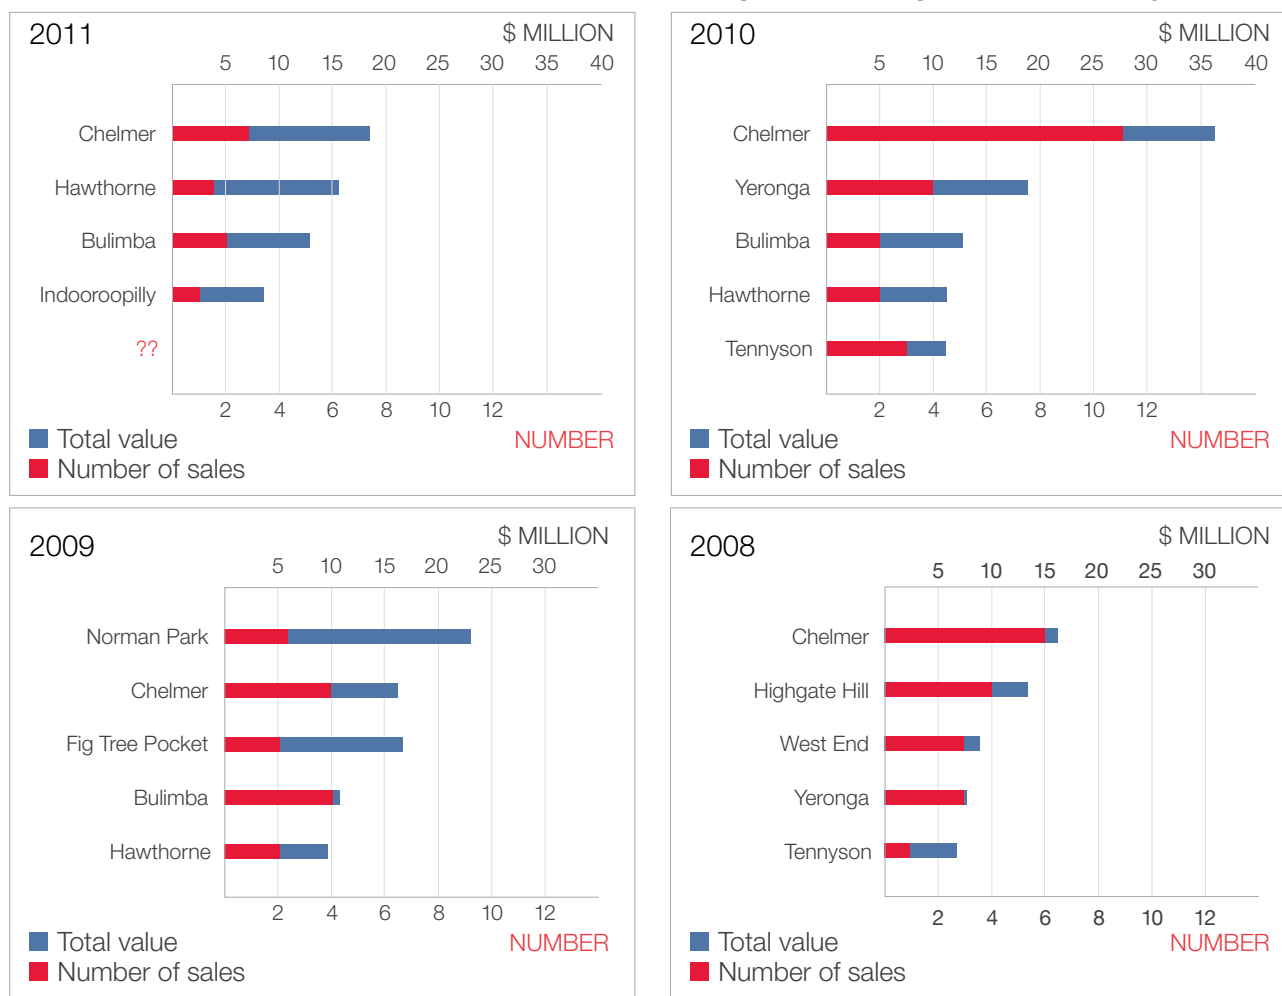 2011
$ MILLION
5 10 15 20 25 30 35 40
Chelmer
Hawthorne
Bulimba
Indooroopilly
??
2 4 6 8 10 12
Total value
NUMBER
Number of sales
2010
$ MILLION
5 10 15 20 25 30 35 40
Chelmer
Yeronga
Bulimba
Hawthorne
Tennyson
2 4 6 8 10 12
Total value
NUMBER
Number of sales
2009
$ MILLION
5 10 15 20 25 30
Norman Park
Chelmer
Fig Tree Pocket
Bulimba
Hawthorne
2 4 6 8 10 12
Total value
NUMBER
Number of sales
2008
$ MILLION
5 10 15 20 25 30
Chelmer
Highgate Hill
West End
Yeronga
Tennyson
2 4 6 8 10 12
Total value
NUMBER
Number of sales